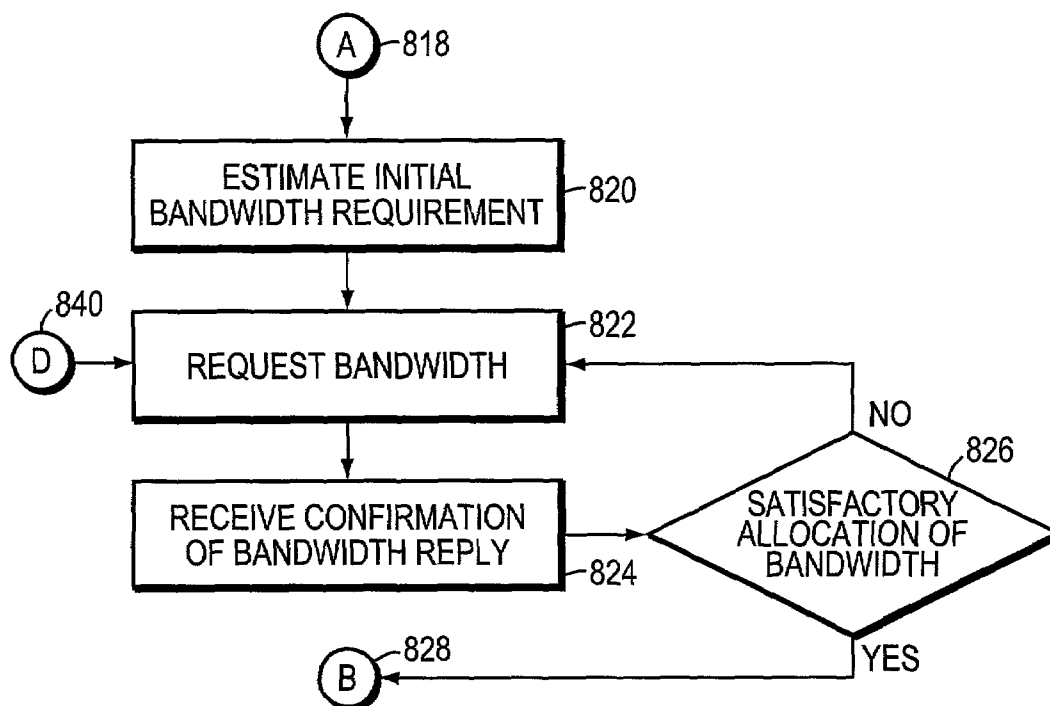 A
818
ESTIMATE INITIAL
BANDWIDTH REQUIREMENT
820
840
D
822
REQUEST BANDWIDTH
NO
826
RECEIVE CONFIRMATION
OF BANDWIDTH REPLY
824
SATISFACTORY
ALLOCATION OF
BANDWIDTH
YES
B
828